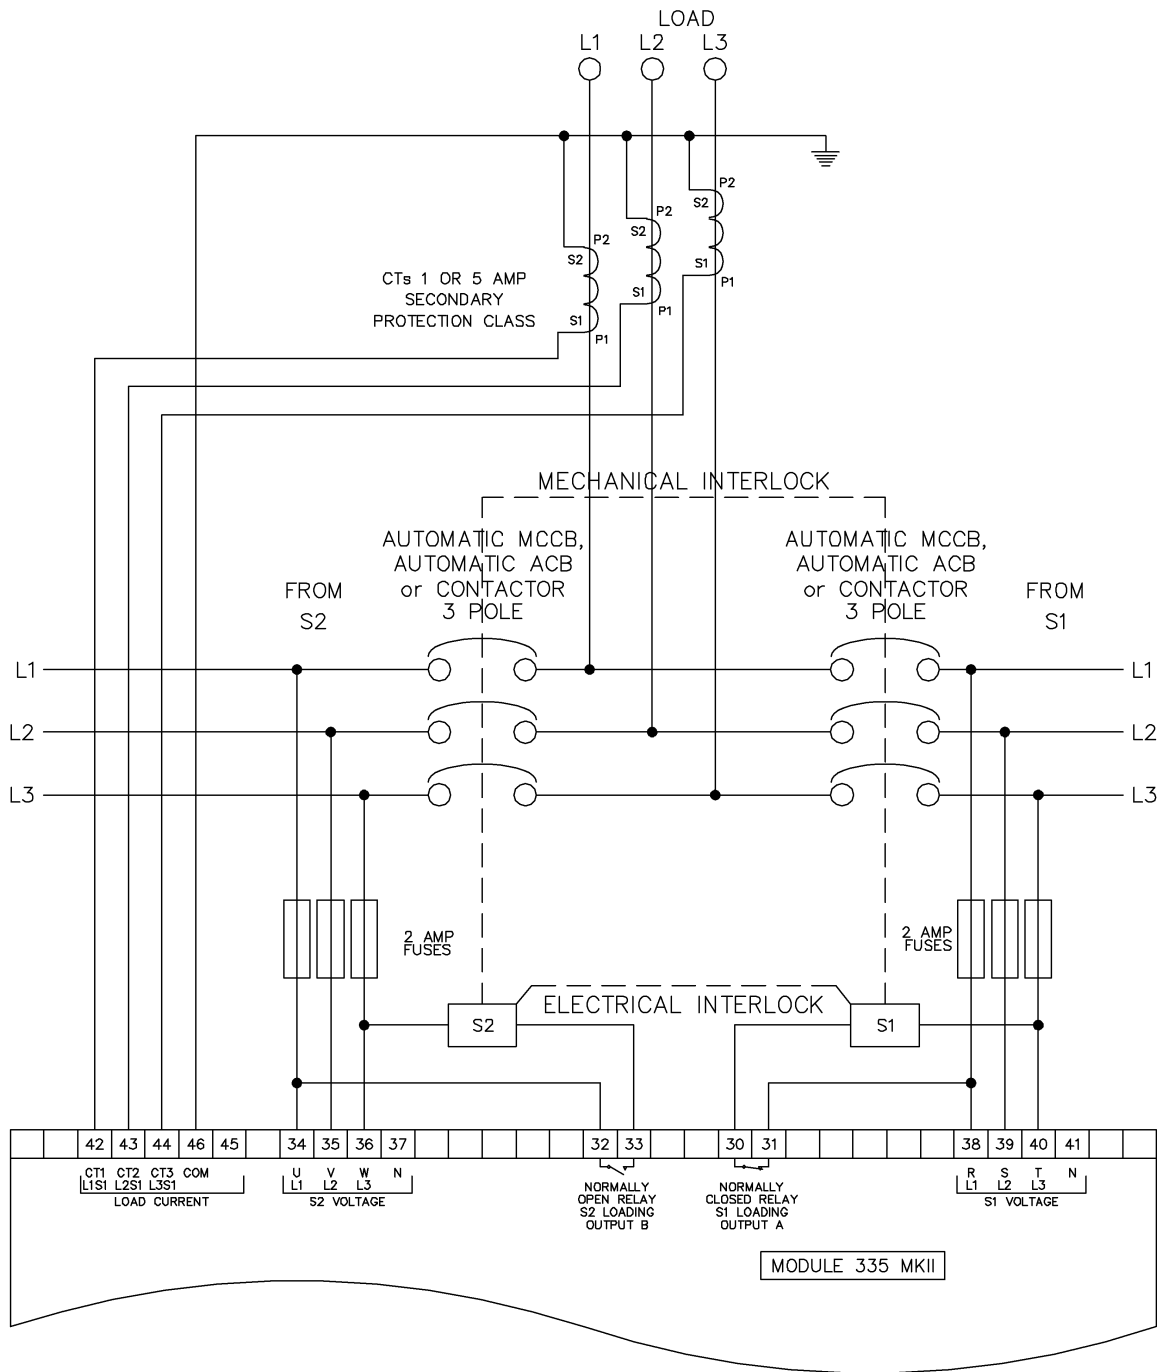 LOAD
L1 L2 L3
P2
S2
P2
S2
P2
S2
S1
P1
S1
P1
S1
P1
CTs 1 OR 5 AMP
SECONDARY
PROTECTION CLASS
MECHANICAL INTERLOCK
AUTOMATIC MCCB,
AUTOMATIC ACB
or CONTACTOR
3 POLE
AUTOMATIC MCCB,
AUTOMATIC ACB
or CONTACTOR
3 POLE
FROM
S2
FROM
S1
L1 L1
L2 L2
L3 L3
2 AMP
FUSES
2 AMP
FUSES
ELECTRICAL INTERLOCK
S2 S1
42 43 44 46 45 34 35 36 37 32 33 30 31 38 39 40 41
CT1 CT2 CT3 COM
L1S1 L2S1 L3S1
LOAD CURRENT
U V W N
L1 L2 L3
S2 VOLTAGE
NORMALLY
OPEN RELAY
S2 LOADING
OUTPUT B
NORMALLY
CLOSED RELAY
S1 LOADING
OUTPUT A
R S T N
L1 L2 L3
S1 VOLTAGE
MODULE 335 MKII